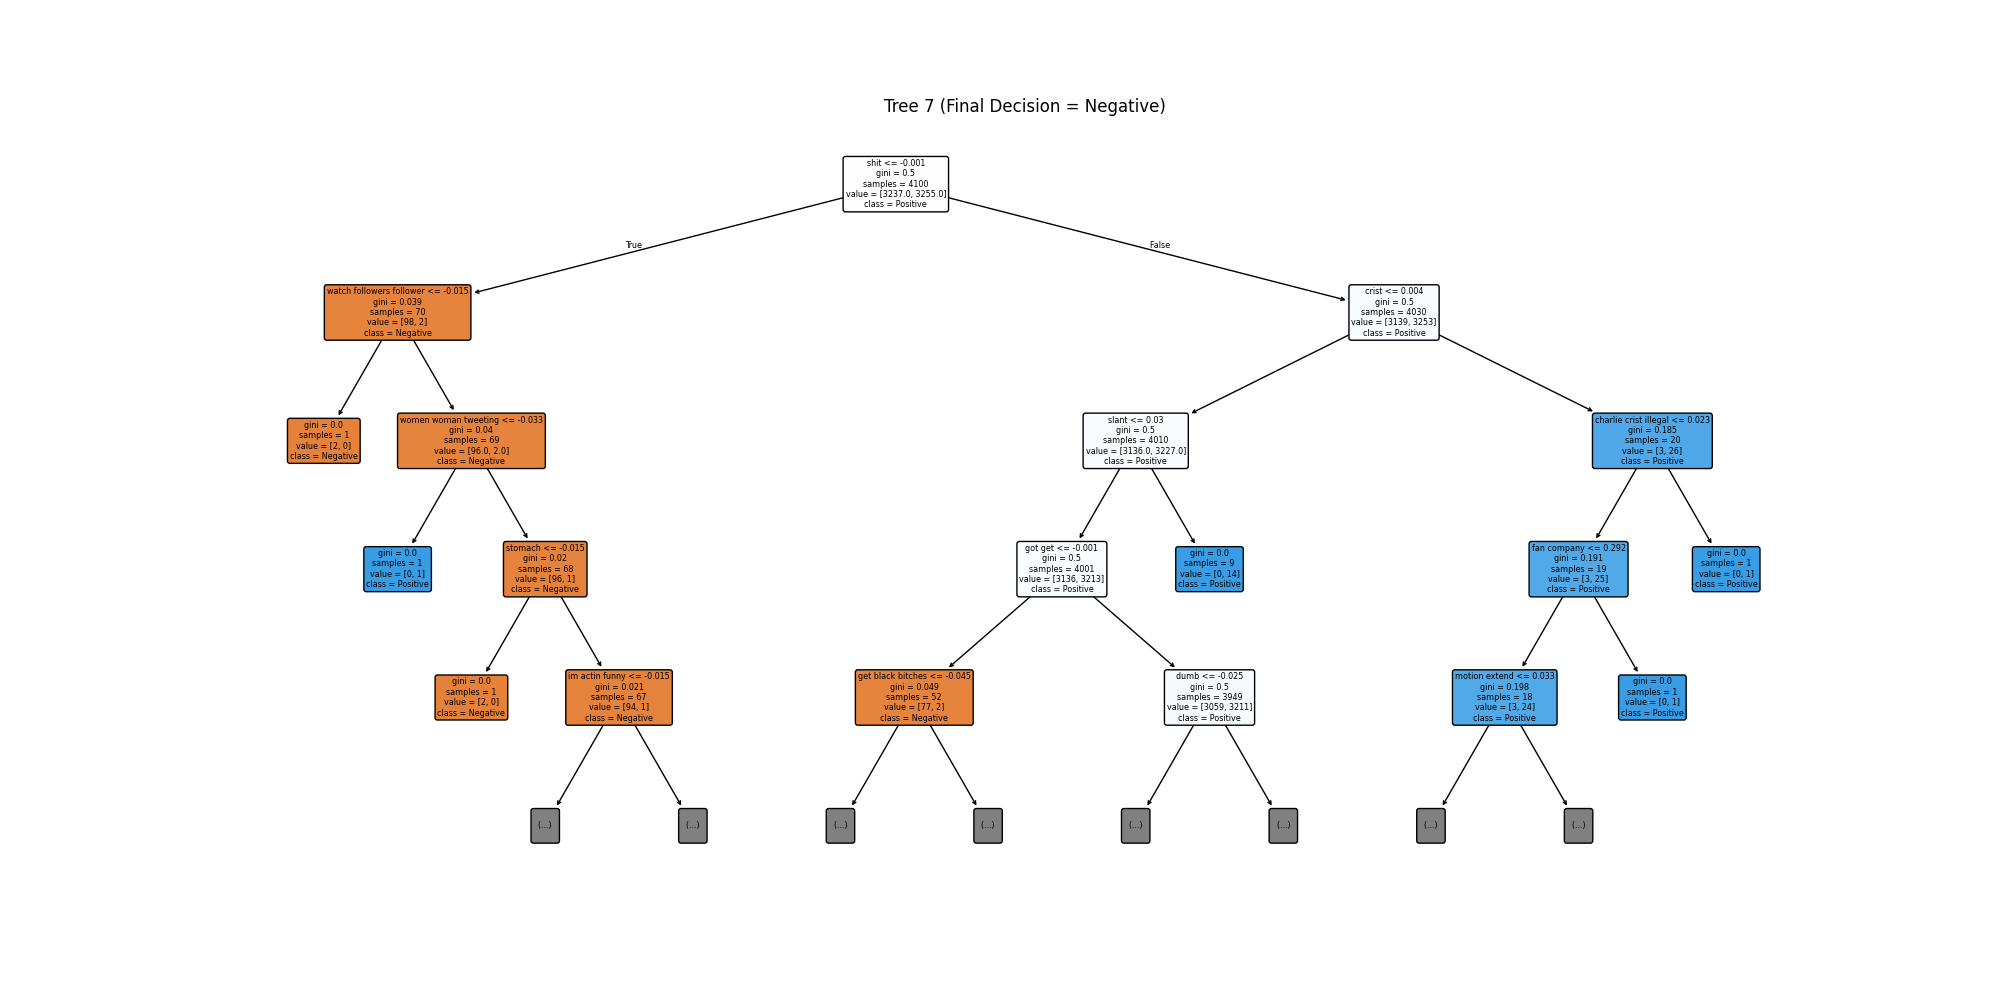 Tree 7 (Final Decision = Negative)
shit <= -0.001
gini = 0.5
samples = 4100
value = [3237.0, 3255.0]
class = Positive
True
False
watch followers follower <= -0.015
gini = 0.039
samples = 70
value = [98, 2]
class = Negative
crist <= 0.004
gini = 0.5
samples = 4030
value = [3139, 3253]
class = Positive
gini = 0.0
samples = 1
value = [2, 0]
class = Negative
women woman tweeting <= -0.033
gini = 0.04
samples = 69
value = [96.0, 2.0]
class = Negative
slant <= 0.03
gini = 0.5
samples = 4010
value = [3136.0, 3227.0]
class = Positive
charlie crist illegal <= 0.023
gini = 0.185
samples = 20
value = [3, 26]
class = Positive
gini = 0.0
samples = 1
value = [0, 1]
class = Positive
stomach <= -0.015
gini = 0.02
samples = 68
value = [96, 1]
class = Negative
got get <= -0.001
gini = 0.5
samples = 4001
value = [3136, 3213]
class = Positive
gini = 0.0
samples = 9
value = [0, 14]
class = Positive
fan company <= 0.292
gini = 0.191
samples = 19
value = [3, 25]
class = Positive
gini = 0.0
samples = 1
value = [0, 1]
class = Positive
gini = 0.0
samples = 1
value = [2, 0]
class = Negative
im actin funny <= -0.015
gini = 0.021
samples = 67
value = [94, 1]
class = Negative
get black bitches <= -0.045
gini = 0.049
samples = 52
value = [77, 2]
class = Negative
dumb <= -0.025
gini = 0.5
samples = 3949
value = [3059, 3211]
class = Positive
motion extend <= 0.033
gini = 0.198
samples = 18
value = [3, 24]
class = Positive
gini = 0.0
samples = 1
value = [0, 1]
class = Positive
(...)
(...)
(...)
(...)
(...)
(...)
(...)
(...)